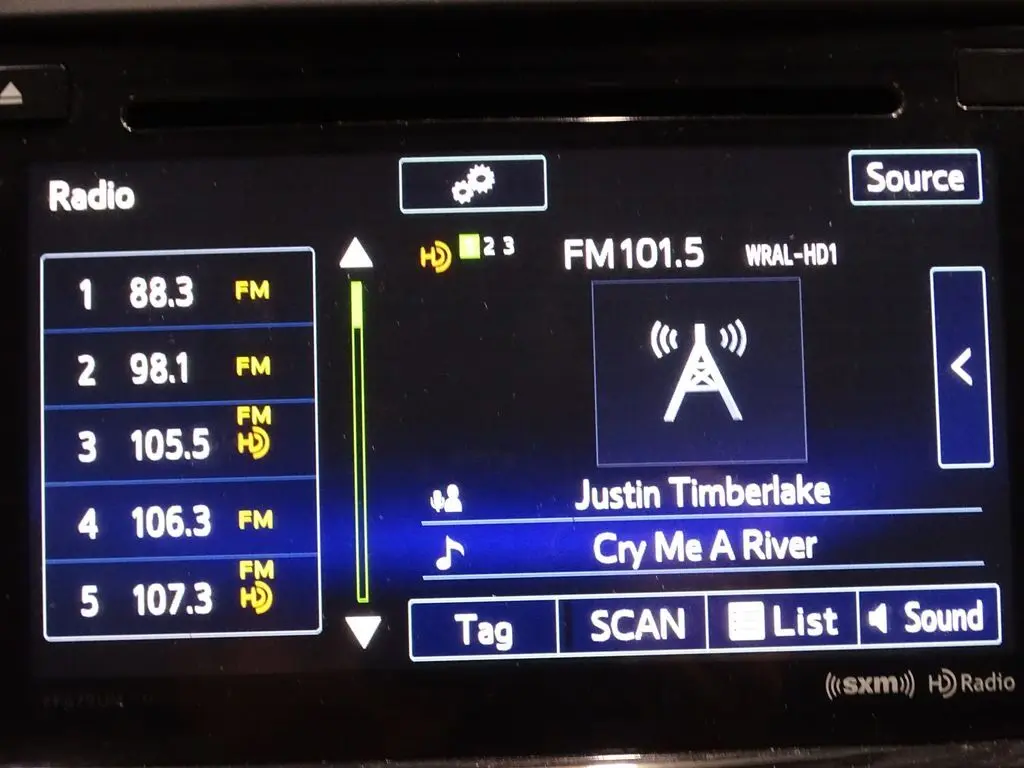 Radio
Source
HD 1 2 3 FM 101.5 WRAL-HD1
1 88.3 FM
2 98.1 FM
3 105.5 FM HD
4 106.3 FM
5 107.3 FM HD
Justin Timberlake
Cry Me A River
Tag SCAN List Sound
((sxm)) HD Radio